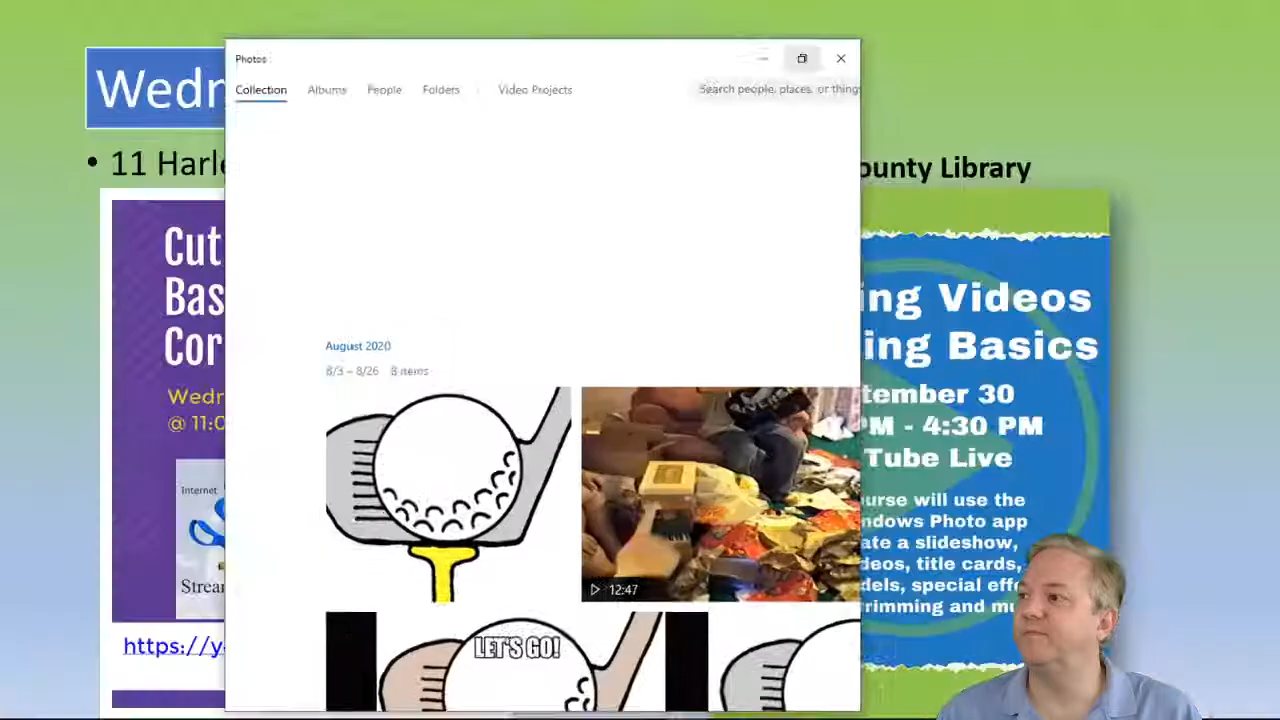 Wedn
Photos
Collection Albums People Folders Video Projects
Search people, places, or things
• 11 Harle
ounty Library
August 2020
8/3 – 8/26 8 items
12:47
LET'S GO!
Cut
Bas
Cor
Wedn
@ 11:0
Internet
Strea
https://y
ing Videos
ing Basics
tember 30
PM - 4:30 PM
Tube Live
urse will use the
ndows Photo app
ate a slideshow,
deos, title cards,
dels, special effe
rimming and mu